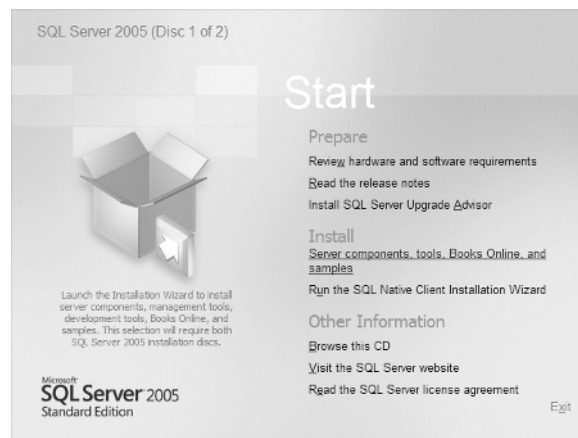 SQL Server 2005 (Disc 1 of 2)
Start
Prepare
Review hardware and software requirements
Read the release notes
Install SQL Server Upgrade Advisor
Install
Server components, tools, Books Online, and
samples
Run the SQL Native Client Installation Wizard
Other Information
Browse this CD
Visit the SQL Server website
Read the SQL Server license agreement
Exit
Launch the Installation Wizard to install
server components, management tools,
development tools, Books Online, and
samples. This selection will require both
SQL Server 2005 installation discs.
Microsoft
SQL Server 2005
Standard Edition